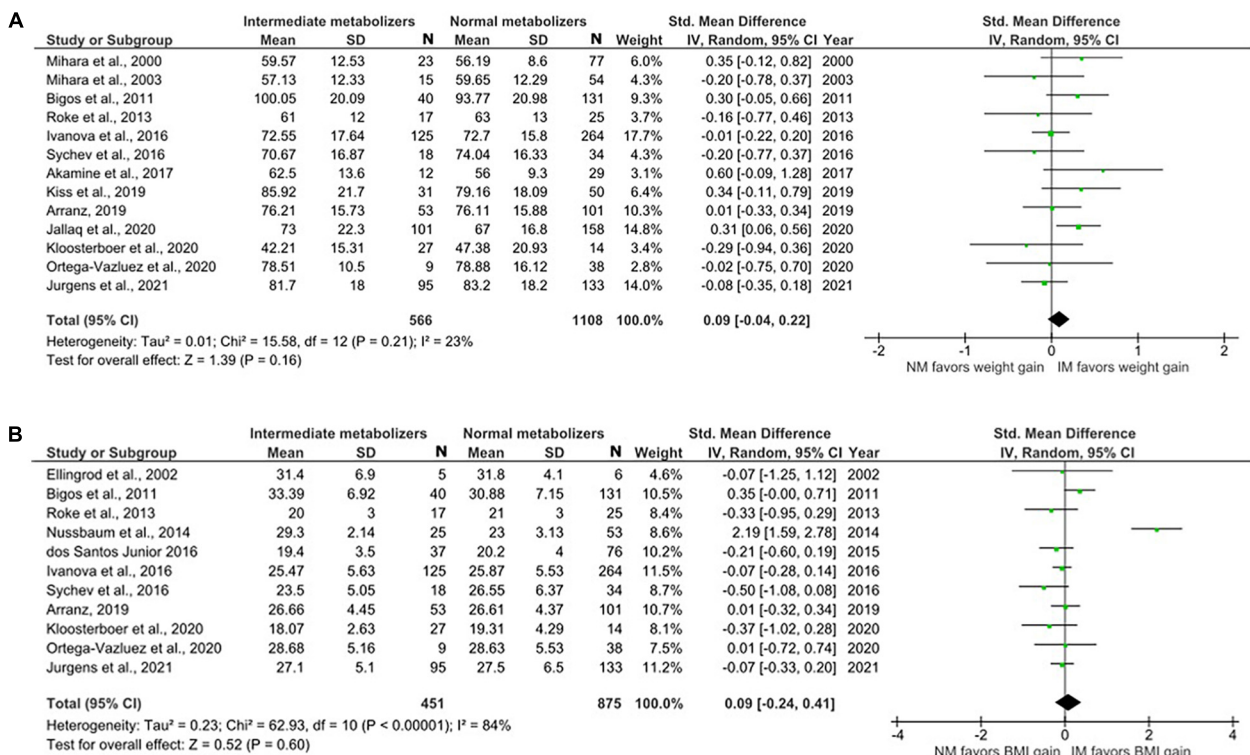 A
Intermediate metabolizers Normal metabolizers Std. Mean Difference Std. Mean Difference
Study or Subgroup Mean SD N Mean SD N Weight IV, Random, 95% CI Year IV, Random, 95% CI
Mihara et al., 2000 59.57 12.53 23 56.19 8.6 77 6.0% 0.35 [-0.12, 0.82] 2000
Mihara et al., 2003 57.13 12.33 15 59.65 12.29 54 4.3% -0.20 [-0.78, 0.37] 2003
Bigos et al., 2011 100.05 20.09 40 93.77 20.98 131 9.3% 0.30 [-0.05, 0.66] 2011
Roke et al., 2013 61 12 17 63 13 25 3.7% -0.16 [-0.77, 0.46] 2013
Ivanova et al., 2016 72.55 17.64 125 72.7 15.8 264 17.7% -0.01 [-0.22, 0.20] 2016
Sychev et al., 2016 70.67 16.87 18 74.04 16.33 34 4.3% -0.20 [-0.77, 0.37] 2016
Akamine et al., 2017 62.5 13.6 12 56 9.3 29 3.1% 0.60 [-0.09, 1.28] 2017
Kiss et al., 2019 85.92 21.7 31 79.16 18.09 50 6.4% 0.34 [-0.11, 0.79] 2019
Arranz, 2019 76.21 15.73 53 76.11 15.88 101 10.3% 0.01 [-0.33, 0.34] 2019
Jallaq et al., 2020 73 22.3 101 67 16.8 158 14.8% 0.31 [0.06, 0.56] 2020
Kloosterboer et al., 2020 42.21 15.31 27 47.38 20.93 14 3.4% -0.29 [-0.94, 0.36] 2020
Ortega-Vazluez et al., 2020 78.51 10.5 9 78.88 16.12 38 2.8% -0.02 [-0.75, 0.70] 2020
Jurgens et al., 2021 81.7 18 95 83.2 18.2 133 14.0% -0.08 [-0.35, 0.18] 2021
Total (95% CI) 566 1108 100.0% 0.09 [-0.04, 0.22]
Heterogeneity: Tau² = 0.01; Chi² = 15.58, df = 12 (P = 0.21); I² = 23%
Test for overall effect: Z = 1.39 (P = 0.16)
-2 -1 0 1 2
NM favors weight gain IM favors weight gain
B
Intermediate metabolizers Normal metabolizers Std. Mean Difference Std. Mean Difference
Study or Subgroup Mean SD N Mean SD N Weight IV, Random, 95% CI Year IV, Random, 95% CI
Ellingrod et al., 2002 31.4 6.9 5 31.8 4.1 6 4.6% -0.07 [-1.25, 1.12] 2002
Bigos et al., 2011 33.39 6.92 40 30.88 7.15 131 10.5% 0.35 [-0.00, 0.71] 2011
Roke et al., 2013 20 3 17 21 3 25 8.4% -0.33 [-0.95, 0.29] 2013
Nussbaum et al., 2014 29.3 2.14 25 23 3.13 53 8.6% 2.19 [1.59, 2.78] 2014
dos Santos Junior 2016 19.4 3.5 37 20.2 4 76 10.2% -0.21 [-0.60, 0.19] 2015
Ivanova et al., 2016 25.47 5.63 125 25.87 5.53 264 11.5% -0.07 [-0.28, 0.14] 2016
Sychev et al., 2016 23.5 5.05 18 26.55 6.37 34 8.7% -0.50 [-1.08, 0.08] 2016
Arranz, 2019 26.66 4.45 53 26.61 4.37 101 10.7% 0.01 [-0.32, 0.34] 2019
Kloosterboer et al., 2020 18.07 2.63 27 19.31 4.29 14 8.1% -0.37 [-1.02, 0.28] 2020
Ortega-Vazluez et al., 2020 28.68 5.16 9 28.63 5.53 38 7.5% 0.01 [-0.72, 0.74] 2020
Jurgens et al., 2021 27.1 5.1 95 27.5 6.5 133 11.2% -0.07 [-0.33, 0.20] 2021
Total (95% CI) 451 875 100.0% 0.09 [-0.24, 0.41]
Heterogeneity: Tau² = 0.23; Chi² = 62.93, df = 10 (P < 0.00001); I² = 84%
Test for overall effect: Z = 0.52 (P = 0.60)
-4 -2 0 2 4
NM favors BMI gain IM favors BMI gain